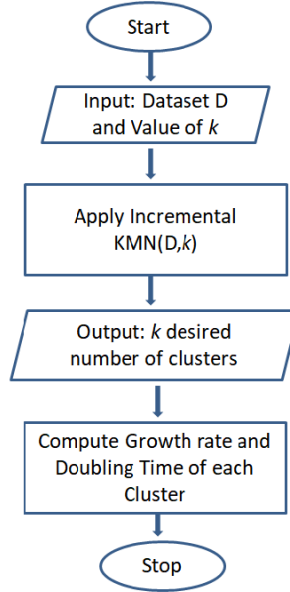 Start
Input: Dataset D
and Value of k
Apply Incremental
KMN(D,k)
Output: k desired
number of clusters
Compute Growth rate and
Doubling Time of each
Cluster
Stop